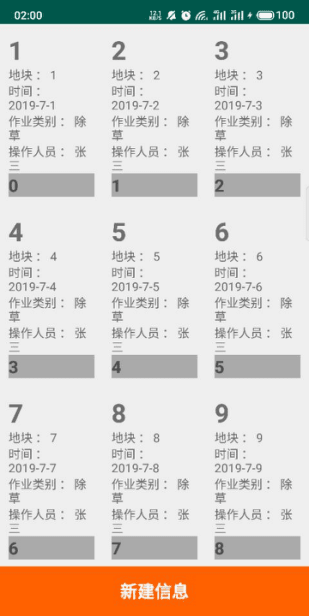 02:00
100
1 2 3
地块： 1 地块： 2 地块： 3
时间： 时间： 时间：
2019-7-1 2019-7-2 2019-7-3
作业类别： 除 作业类别： 除 作业类别： 除
草 草 草
操作人员： 张 操作人员： 张 操作人员： 张
三 三 三
0 1 2
4 5 6
地块： 4 地块： 5 地块： 6
时间： 时间： 时间：
2019-7-4 2019-7-5 2019-7-6
作业类别： 除 作业类别： 除 作业类别： 除
草 草 草
操作人员： 张 操作人员： 张 操作人员： 张
三 三 三
3 4 5
7 8 9
地块： 7 地块： 8 地块： 9
时间： 时间： 时间：
2019-7-7 2019-7-8 2019-7-9
作业类别： 除 作业类别： 除 作业类别： 除
草 草 草
操作人员： 张 操作人员： 张 操作人员： 张
三 三 三
6 7 8
新建信息